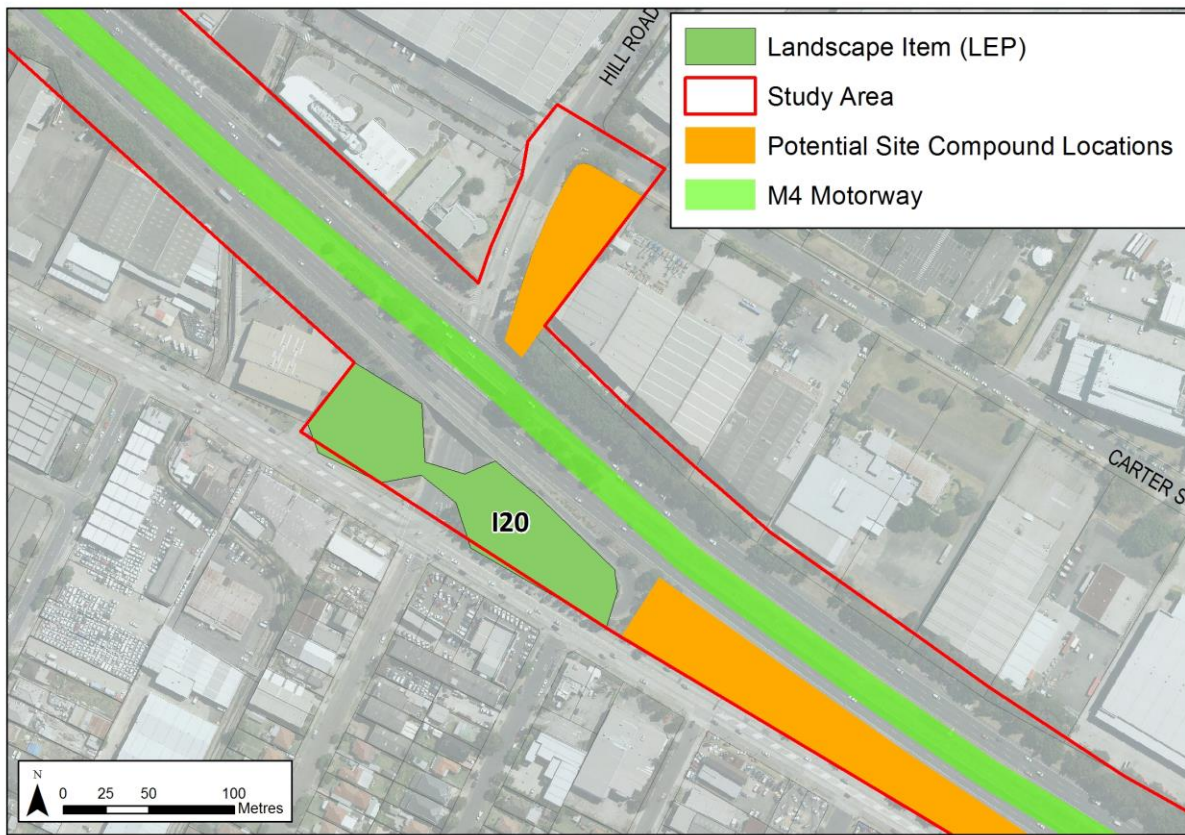 HILL ROAD
Landscape Item (LEP)
Study Area
Potential Site Compound Locations
M4 Motorway
CARTER S
I20
N
0 25 50 100
Metres